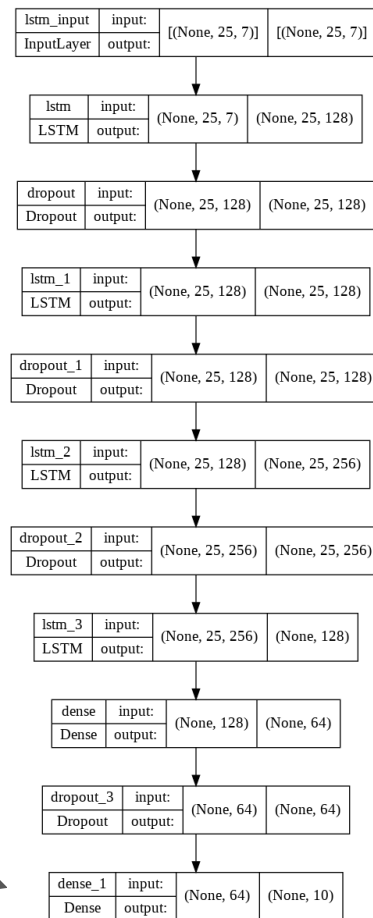 lstm_input input: [(None, 25, 7)] [(None, 25, 7)]
InputLayer output:
lstm input: (None, 25, 7) (None, 25, 128)
LSTM output:
dropout input: (None, 25, 128) (None, 25, 128)
Dropout output:
lstm_1 input: (None, 25, 128) (None, 25, 128)
LSTM output:
dropout_1 input: (None, 25, 128) (None, 25, 128)
Dropout output:
lstm_2 input: (None, 25, 128) (None, 25, 256)
LSTM output:
dropout_2 input: (None, 25, 256) (None, 25, 256)
Dropout output:
lstm_3 input: (None, 25, 256) (None, 128)
LSTM output:
dense input: (None, 128) (None, 64)
Dense output:
dropout_3 input: (None, 64) (None, 64)
Dropout output:
dense_1 input: (None, 64) (None, 10)
Dense output: